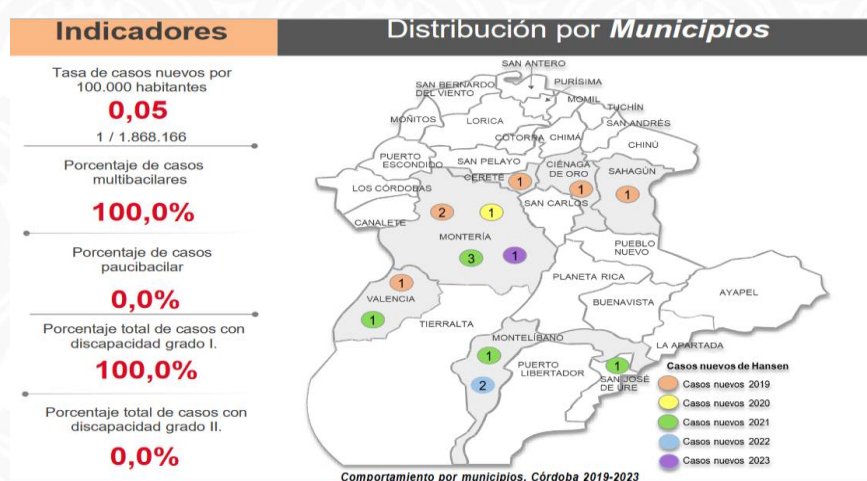 Indicadores
Distribución por Municipios
Tasa de casos nuevos por
100.000 habitantes
0,05
1 / 1.868.166
Porcentaje de casos
multibacilares
100,0%
Porcentaje de casos
paucibacilar
0,0%
Porcentaje total de casos con
discapacidad grado I.
100,0%
Porcentaje total de casos con
discapacidad grado II.
0,0%
SAN ANTERO
SAN BERNARDO
DEL VIENTO
PURÍSIMA
MOMIL
TUCHÍN
MOÑITOS
LORICA
SAN ANDRÉS
COTORRA
CHIMÁ
CHINÚ
PUERTO
ESCONDIDO
SAN PELAYO
CIÉNAGA
DE ORO
SAHAGÚN
CERETÉ
1
1
1
LOS CÓRDOBAS
SAN CARLOS
CANALETE
2
1
MONTERÍA
3
1
PUEBLO
NUEVO
PLANETA RICA
1
VALENCIA
1
BUENAVISTA
AYAPEL
TIERRALTA
MONTELÍBANO
LA APARTADA
1
PUERTO
LIBERTADOR
2
1
SAN JOSÉ
DE URE
Casos nuevos de Hansen
Casos nuevos 2019
Casos nuevos 2020
Casos nuevos 2021
Casos nuevos 2022
Casos nuevos 2023
Comportamiento por municipios. Córdoba 2019-2023